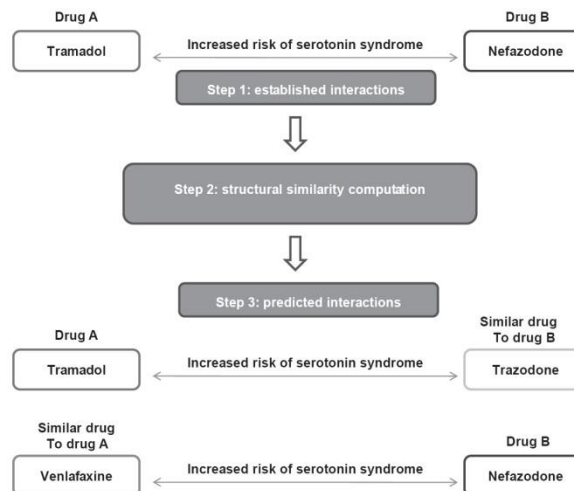 Drug A
Drug B
Tramadol
Increased risk of serotonin syndrome
Nefazodone
Step 1: established interactions
Step 2: structural similarity computation
Step 3: predicted interactions
Drug A
Similar drug
To drug B
Tramadol
Increased risk of serotonin syndrome
Trazodone
Similar drug
To drug A
Drug B
Venlafaxine
Increased risk of serotonin syndrome
Nefazodone